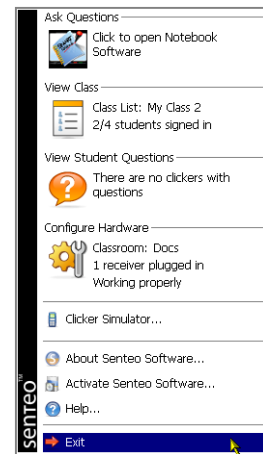 Ask Questions
Click to open Notebook
Software
View Class
Class List: My Class 2
2/4 students signed in
View Student Questions
There are no clickers with
questions
Configure Hardware
Classroom: Docs
1 receiver plugged in
Working properly
Clicker Simulator...
About Senteo Software...
Activate Senteo Software...
Help...
Exit
senteo™